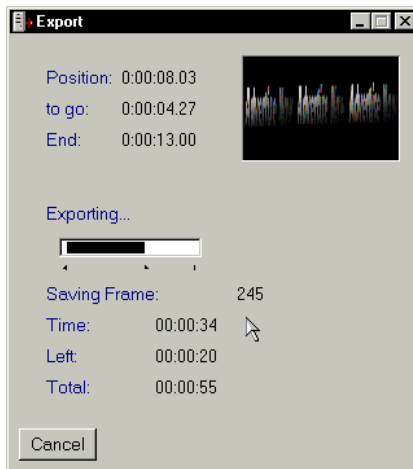 Export
Position: 0:00:08.03
to go: 0:00:04.27
End: 0:00:13.00
Exporting...
Saving Frame: 245
Time: 00:00:34
Left: 00:00:20
Total: 00:00:55
Cancel